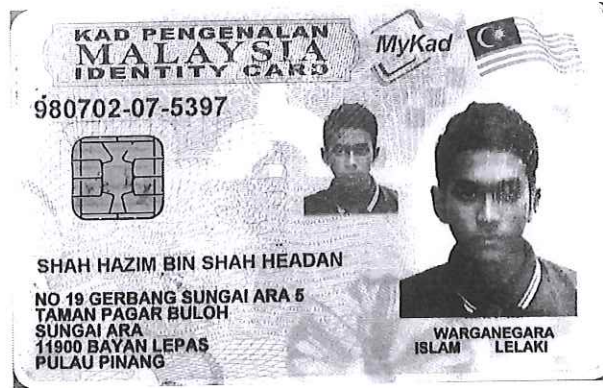 KAD PENGENALAN
MALAYSIA
IDENTITY CARD
MyKad
980702-07-5397
SHAH HAZIM BIN SHAH HEADAN
NO 19 GERBANG SUNGAI ARA 5
TAMAN PAGAR BULOH
SUNGAI ARA
11900 BAYAN LEPAS
PULAU PINANG
WARGANEGARA
ISLAM LELAKI